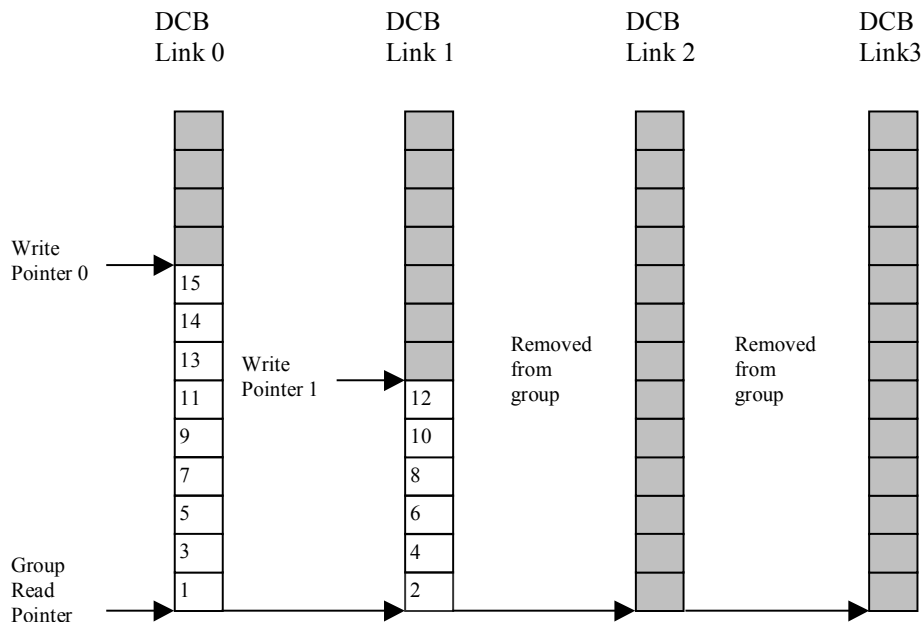 DCB
Link 0
DCB
Link 1
DCB
Link 2
DCB
Link3
Write
Pointer 0
15
14
13
11
9
7
5
3
1
Write
Pointer 1
12
10
8
6
4
2
Removed
from
group
Removed
from
group
Group
Read
Pointer